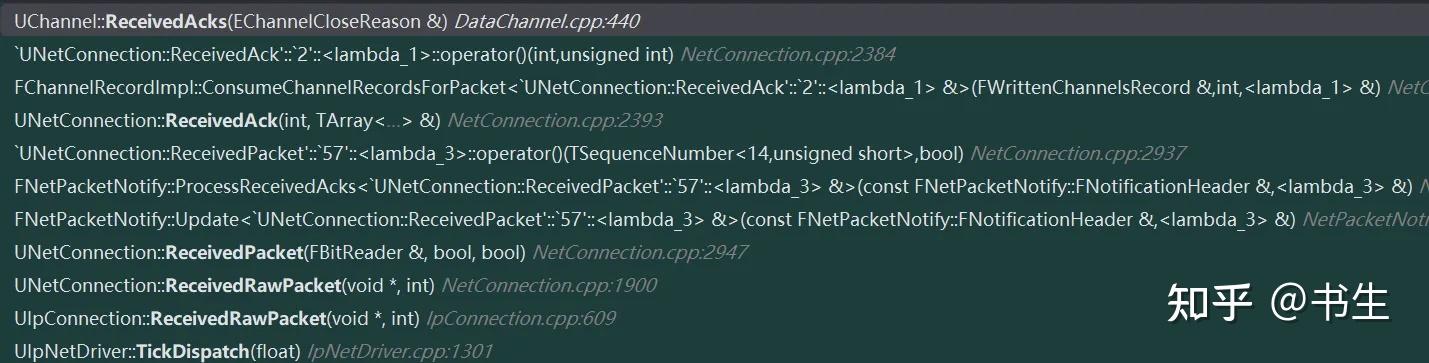 UChannel::ReceivedAcks(EChannelCloseReason &) DataChannel.cpp:440
`UNetConnection::ReceivedAck'::`2'::<lambda_1>::operator()(int,unsigned int) NetConnection.cpp:2384
FChannelRecordImpl::ConsumeChannelRecordsForPacket<`UNetConnection::ReceivedAck'::`2'::<lambda_1> &>(FWrittenChannelsRecord &,int,<lambda_1> &) NetC
UNetConnection::ReceivedAck(int, TArray<...> &) NetConnection.cpp:2393
`UNetConnection::ReceivedPacket'::`57'::<lambda_3>::operator()(TSequenceNumber<14,unsigned short>,bool) NetConnection.cpp:2937
FNetPacketNotify::ProcessReceivedAcks<`UNetConnection::ReceivedPacket'::`57'::<lambda_3> &>(const FNetPacketNotify::FNotificationHeader &,<lambda_3> &) N
FNetPacketNotify::Update<`UNetConnection::ReceivedPacket'::`57'::<lambda_3> &>(const FNetPacketNotify::FNotificationHeader &,<lambda_3> &) NetPacketNoti
UNetConnection::ReceivedPacket(FBitReader &, bool, bool) NetConnection.cpp:2947
UNetConnection::ReceivedRawPacket(void *, int) NetConnection.cpp:1900
UIpConnection::ReceivedRawPacket(void *, int) IpConnection.cpp:609
UIpNetDriver::TickDispatch(float) IpNetDriver.cpp:1301
知乎 @书生